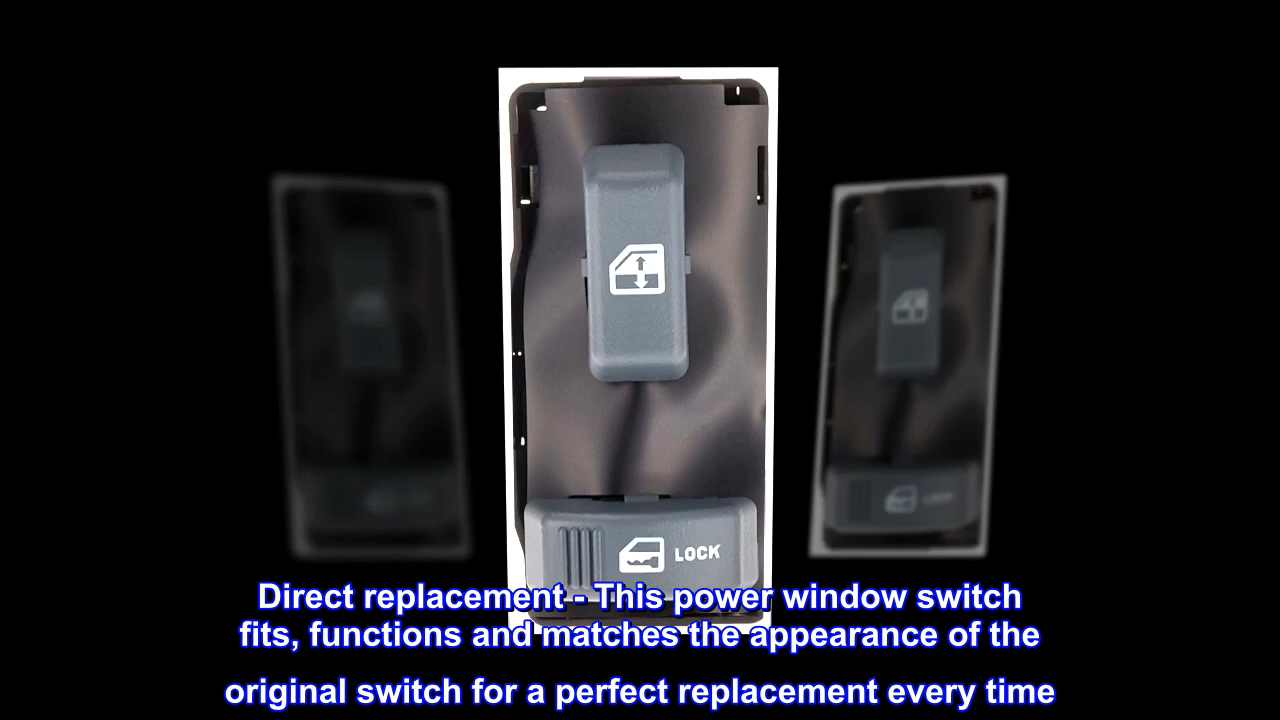 LOCK
LOCK
Direct replacement - This power window switch
fits, functions and matches the appearance of the
original switch for a perfect replacement every time